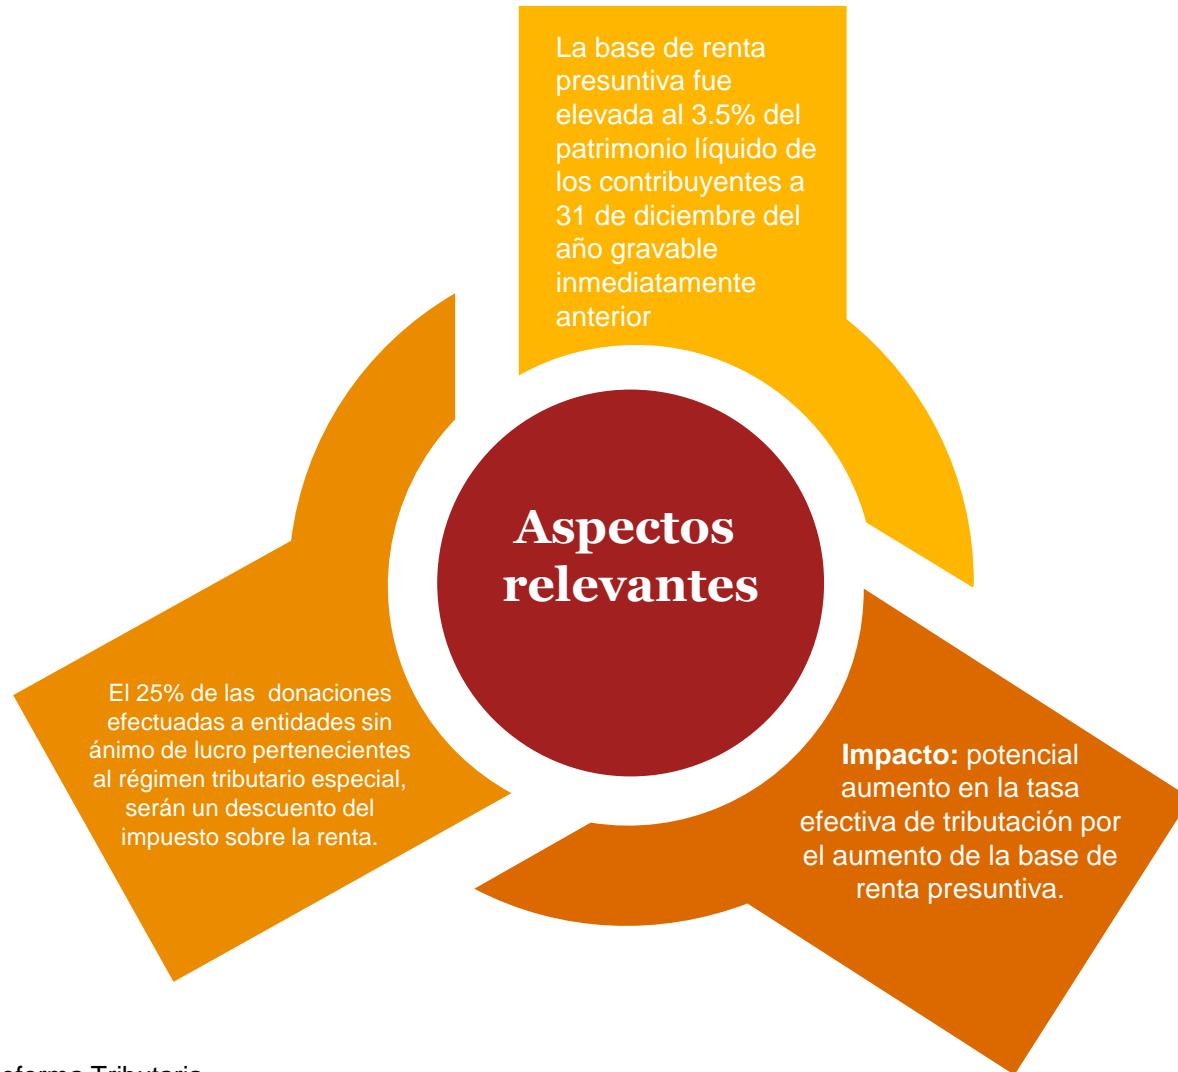 La base de renta
presuntiva fue
elevada al 3.5% del
patrimonio líquido de
los contribuyentes a
31 de diciembre del
año gravable
inmediatamente
anterior
Aspectos
relevantes
El 25% de las  donaciones
efectuadas a entidades sin
ánimo de lucro pertenecientes
al régimen tributario especial,
serán un descuento del
impuesto sobre la renta.
Impacto: potencial
aumento en la tasa
efectiva de tributación por
el aumento de la base de
renta presuntiva.
Tributaria